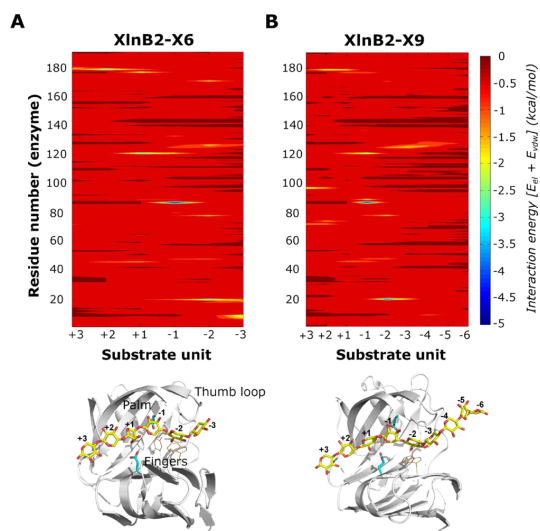 A
B
XlnB2-X6
XlnB2-X9
Residue number (enzyme)
180
160
140
120
100
80
60
40
20
+3 +2 +1 -1 -2 -3
Substrate unit
180
160
140
120
100
80
60
40
20
+3 +2 +1 -1 -2 -3 -4 -5 -6
Substrate unit
0
-0.5
-1
-1.5
-2
-2.5
-3
-3.5
-4
-4.5
-5
Interaction energy [Eel + Evdw] (kcal/mol)
Thumb loop
Palm
Fingers
+3 +2 +1 -1 -2 -3
+3 +2 +1 -1 -2 -3 -4 -5 -6